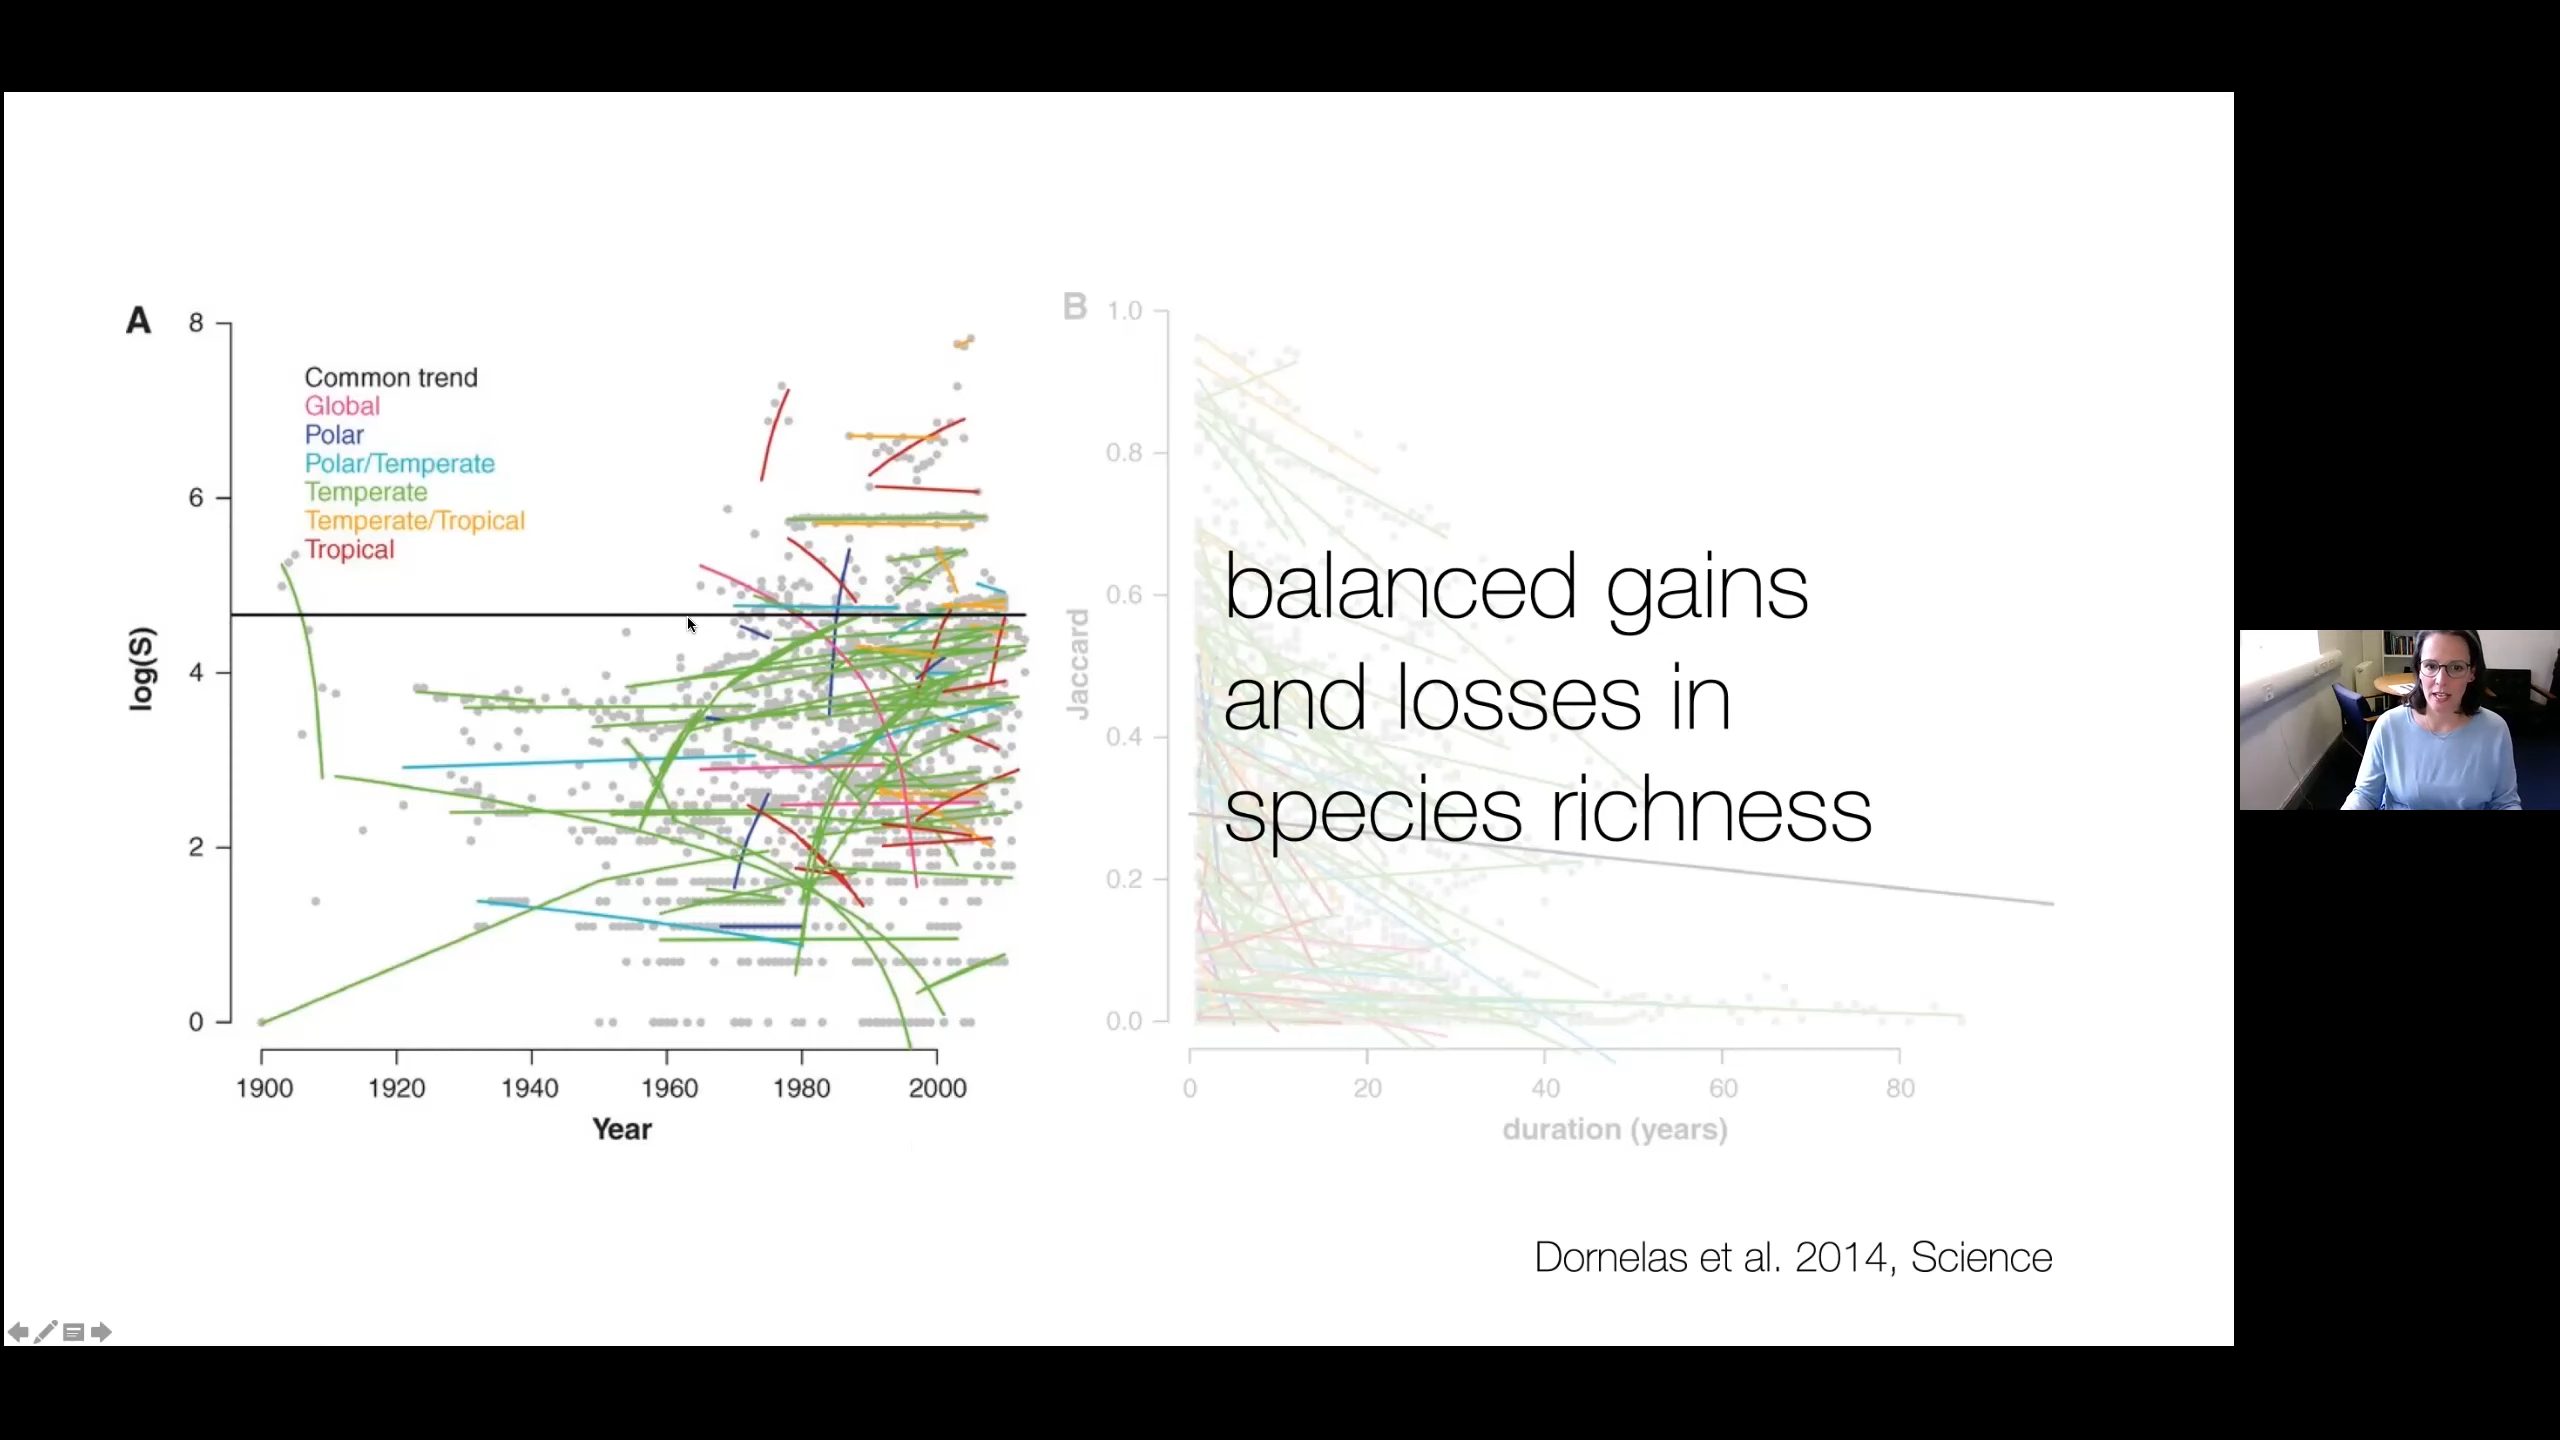 A
8
6
4
2
0
log(S)
Common trend
Global
Polar
Polar/Temperate
Temperate
Temperate/Tropical
Tropical
1900 1920 1940 1960 1980 2000
Year
B
1.0
0.8
0.6
0.4
0.2
0.0
Jaccard
0 20 40 60 80
duration (years)
balanced gains
and losses in
species richness
Dornelas et al. 2014, Science